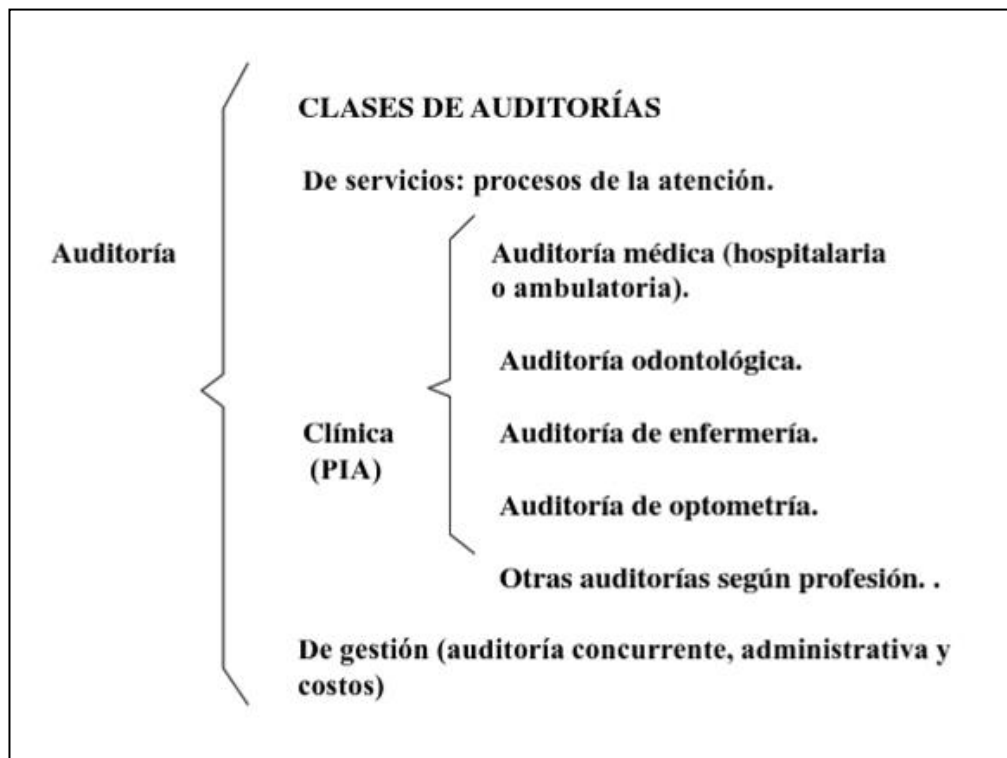 CLASES DE AUDITORÍAS
De servicios: procesos de la atención.
Auditoría
Auditoría médica (hospitalaria
o ambulatoria).
Auditoría odontológica.
Clínica
(PIA)
Auditoría de enfermería.
Auditoría de optometría.
Otras auditorías según profesión. .
De gestión (auditoría concurrente, administrativa y
costos)